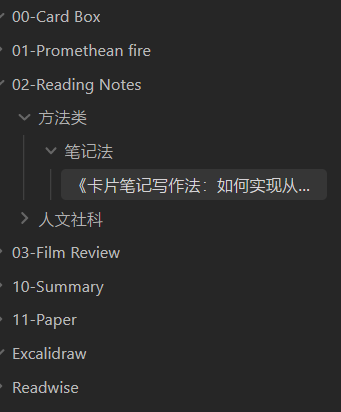 00-Card Box
01-Promethean fire
02-Reading Notes
方法类
笔记法
《卡片笔记写作法：如何实现从...
人文社科
03-Film Review
10-Summary
11-Paper
Excalidraw
Readwise